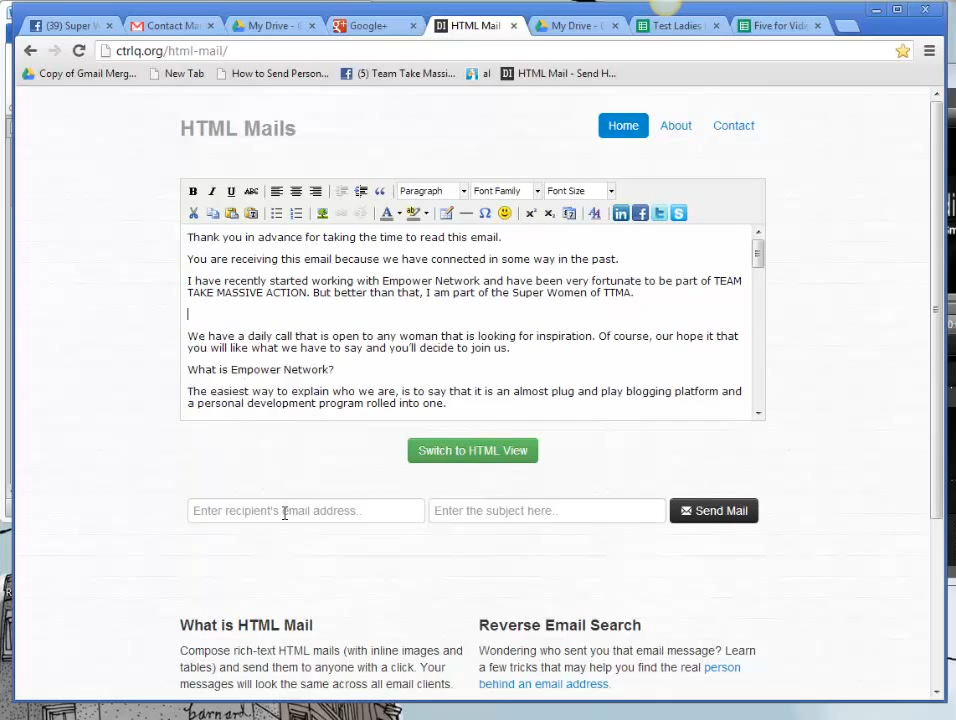 (39) Super W
Contact Ma
My Drive - G
Google+
HTML Mail
My Drive - G
Test Ladies
Five for Vide
ctrlq.org/html-mail/
Copy of Gmail Merg...
New Tab
How to Send Person...
(5) Team Take Massi...
al
HTML Mail - Send H...
HTML Mails
Home
About
Contact
B I U ABC
Paragraph
Font Family
Font Size
Thank you in advance for taking the time to read this email.
You are receiving this email because we have connected in some way in the past.
I have recently started working with Empower Network and have been very fortunate to be part of TEAM
TAKE MASSIVE ACTION. But better than that, I am part of the Super Women of TTMA.
We have a daily call that is open to any woman that is looking for inspiration. Of course, our hope it that
you will like what we have to say and you'll decide to join us.
What is Empower Network?
The easiest way to explain who we are, is to say that it is an almost plug and play blogging platform and
a personal development program rolled into one.
Switch to HTML View
Enter recipient's email address..
Enter the subject here..
Send Mail
What is HTML Mail
Compose rich-text HTML mails (with inline images and
tables) and send them to anyone with a click. Your
messages will look the same across all email clients.
Reverse Email Search
Wondering who sent you that email message? Learn
a few tricks that may help you find the real person
behind an email address.
barnard